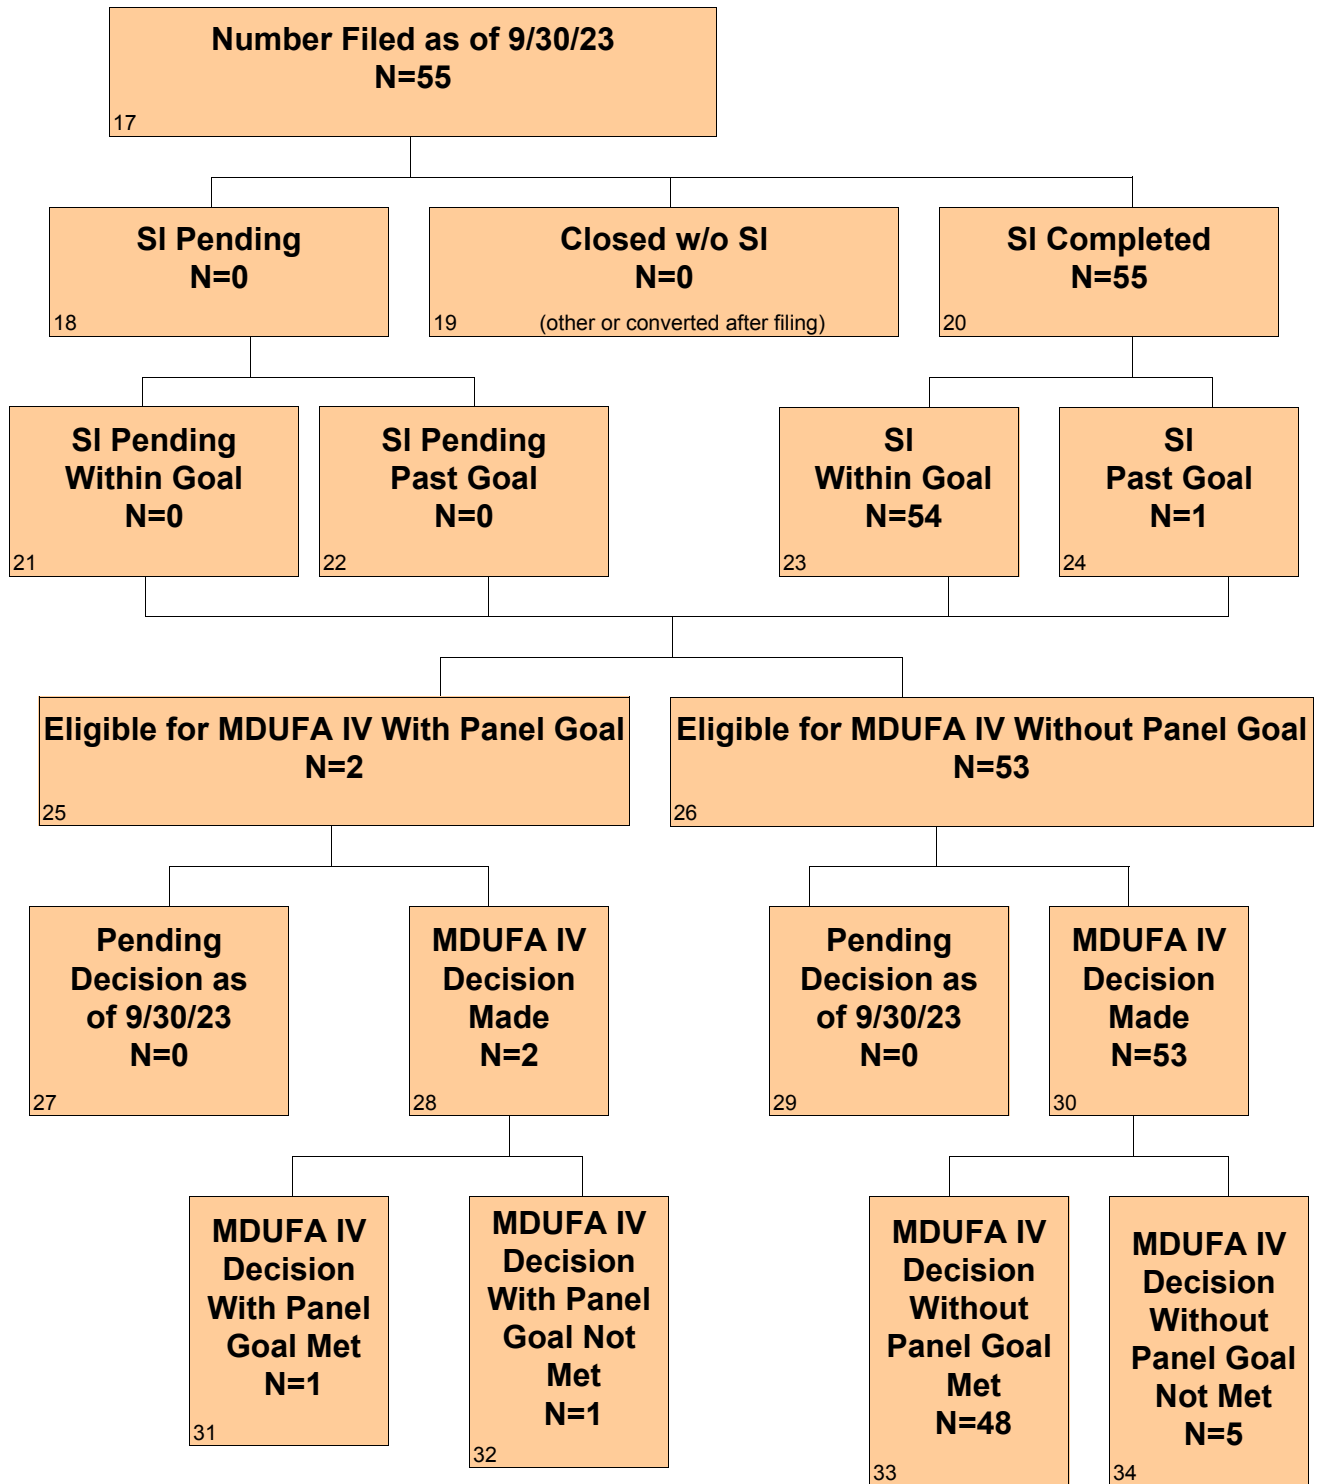 Number Filed as of 9/30/23
N=55
17
SI Pending
N=0
18
Closed w/o SI
N=0
19
(other or converted after filing)
SI Completed
N=55
20
SI Pending
Within Goal
N=0
21
SI Pending
Past Goal
N=0
22
SI
Within Goal
N=54
23
SI
Past Goal
N=1
24
Eligible for MDUFA IV With Panel Goal
N=2
25
Eligible for MDUFA IV Without Panel Goal
N=53
26
Pending
Decision as
of 9/30/23
N=0
27
MDUFA IV
Decision
Made
N=2
28
Pending
Decision as
of 9/30/23
N=0
29
MDUFA IV
Decision
Made
N=53
30
MDUFA IV
Decision
With Panel
Goal Met
N=1
31
MDUFA IV
Decision
With Panel
Goal Not
Met
N=1
32
MDUFA IV
Decision
Without
Panel Goal
Met
N=48
33
MDUFA IV
Decision
Without
Panel Goal
Not Met
N=5
34